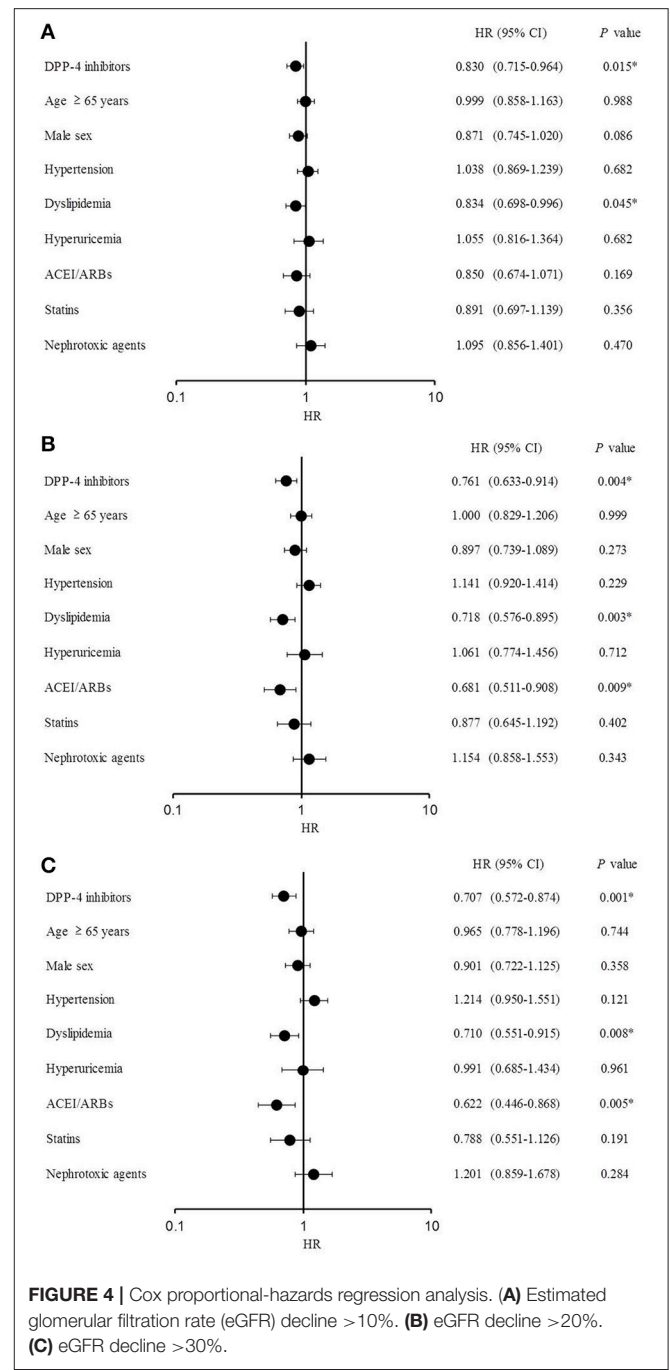 A
HR (95% CI) P value
DPP-4 inhibitors 0.830 (0.715-0.964) 0.015*
Age ≥ 65 years 0.999 (0.858-1.163) 0.988
Male sex 0.871 (0.745-1.020) 0.086
Hypertension 1.038 (0.869-1.239) 0.682
Dyslipidemia 0.834 (0.698-0.996) 0.045*
Hyperuricemia 1.055 (0.816-1.364) 0.682
ACEI/ARBs 0.850 (0.674-1.071) 0.169
Statins 0.891 (0.697-1.139) 0.356
Nephrotoxic agents 1.095 (0.856-1.401) 0.470
0.1 1 10
HR
B
HR (95% CI) P value
DPP-4 inhibitors 0.761 (0.633-0.914) 0.004*
Age ≥ 65 years 1.000 (0.829-1.206) 0.999
Male sex 0.897 (0.739-1.089) 0.273
Hypertension 1.141 (0.920-1.414) 0.229
Dyslipidemia 0.718 (0.576-0.895) 0.003*
Hyperuricemia 1.061 (0.774-1.456) 0.712
ACEI/ARBs 0.681 (0.511-0.908) 0.009*
Statins 0.877 (0.645-1.192) 0.402
Nephrotoxic agents 1.154 (0.858-1.553) 0.343
0.1 1 10
HR
C
HR (95% CI) P value
DPP-4 inhibitors 0.707 (0.572-0.874) 0.001*
Age ≥ 65 years 0.965 (0.778-1.196) 0.744
Male sex 0.901 (0.722-1.125) 0.358
Hypertension 1.214 (0.950-1.551) 0.121
Dyslipidemia 0.710 (0.551-0.915) 0.008*
Hyperuricemia 0.991 (0.685-1.434) 0.961
ACEI/ARBs 0.622 (0.446-0.868) 0.005*
Statins 0.788 (0.551-1.126) 0.191
Nephrotoxic agents 1.201 (0.859-1.678) 0.284
0.1 1 10
HR
FIGURE 4 | Cox proportional-hazards regression analysis. (A) Estimated
glomerular filtration rate (eGFR) decline >10%. (B) eGFR decline >20%.
(C) eGFR decline >30%.